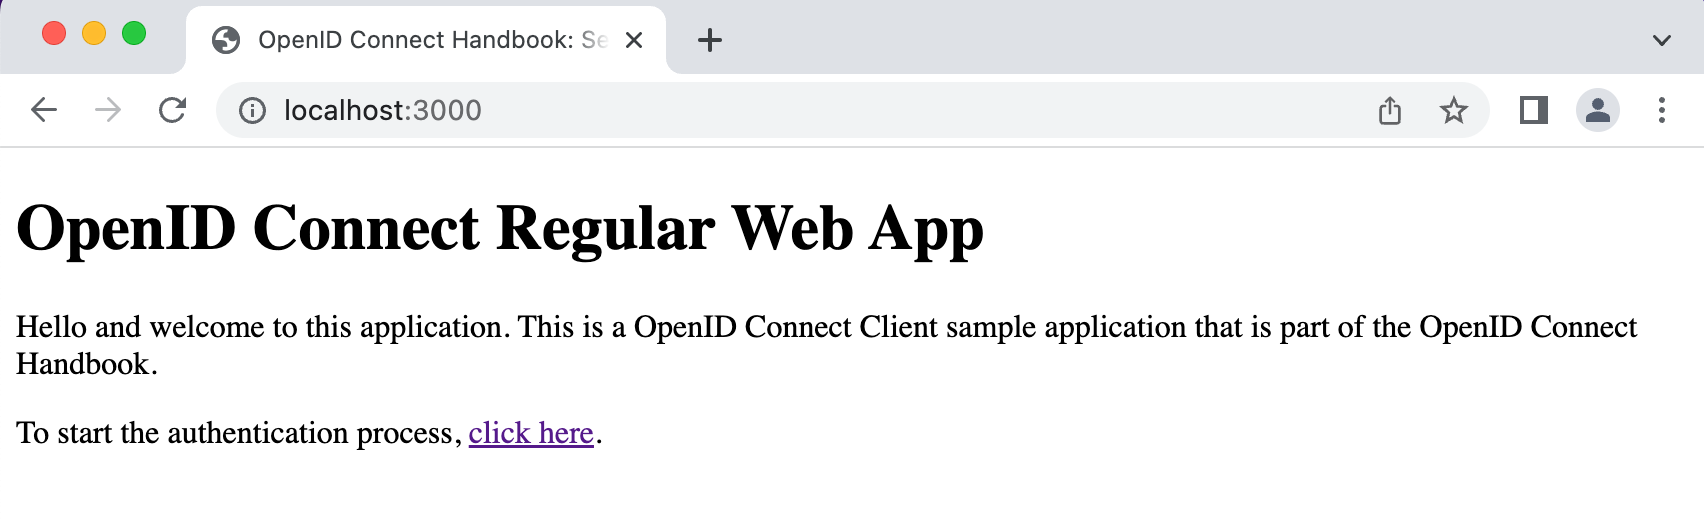 OpenID Connect Handbook: Se
localhost:3000
OpenID Connect Regular Web App
Hello and welcome to this application. This is a OpenID Connect Client sample application that is part of the OpenID Connect
Handbook.
To start the authentication process, click here.